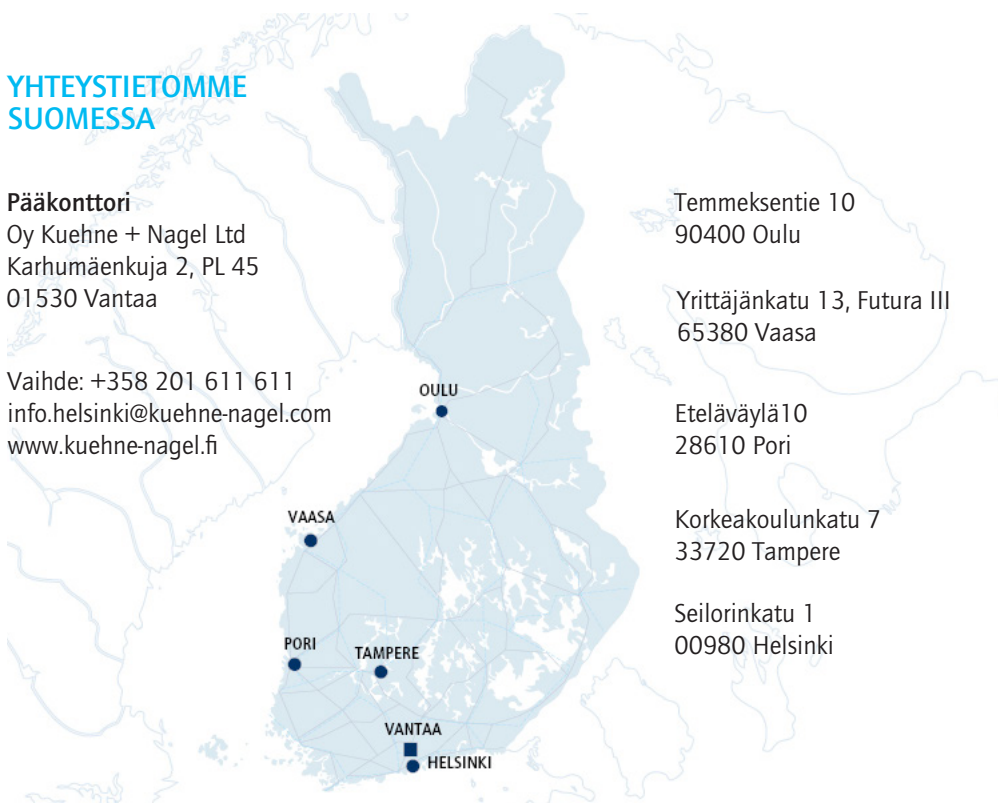 YHTEYSTIETOMME
SUOMESSA
Pääkonttori
Oy Kuehne + Nagel Ltd
Karhumäenkuja 2, PL 45
01530 Vantaa
Vaihde: +358 201 611 611
info.helsinki@kuehne-nagel.com
www.kuehne-nagel.fi
Temmeksentie 10
90400 Oulu
Yrittäjänkatu 13, Futura III
65380 Vaasa
Eteläväylä10
28610 Pori
Korkeakoulunkatu 7
33720 Tampere
Seilorinkatu 1
00980 Helsinki
OULU
VAASA
PORI
TAMPERE
VANTAA
HELSINKI